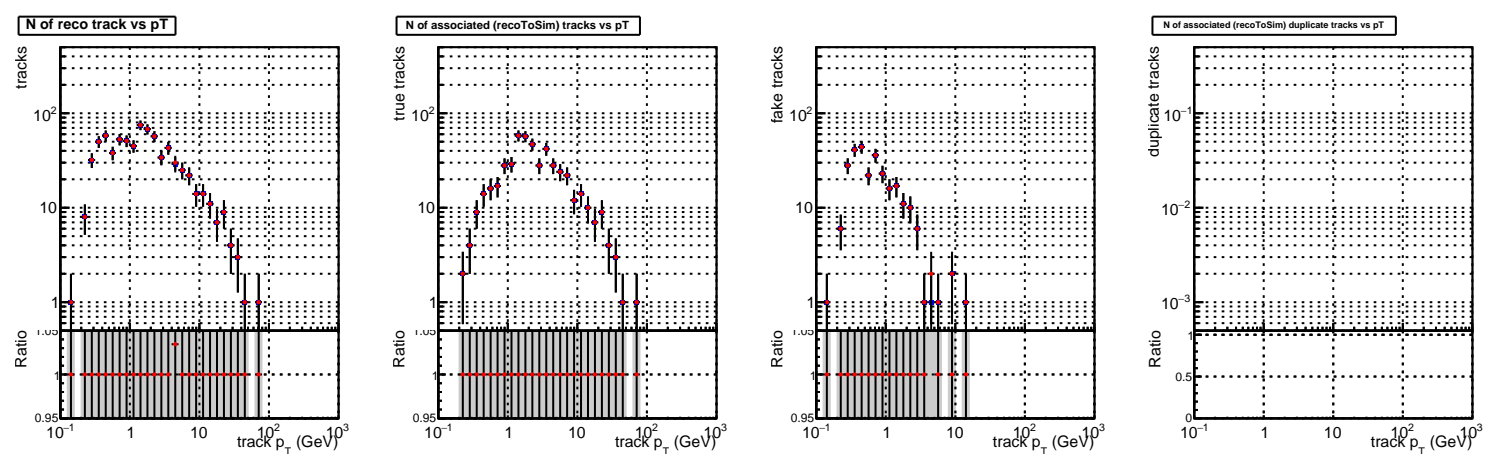 N of reco track vs pT
tracks
10²
10
1
1.05
Ratio
1
0.95
10⁻¹ 1 10 10² 10³
track p_T (GeV)
N of associated (recoToSim) tracks vs pT
true tracks
10²
10
1
1.05
Ratio
1
0.95
10⁻¹ 1 10 10² 10³
track p_T (GeV)
fake tracks
10²
10
1
1.05
Ratio
1
0.95
10⁻¹ 1 10 10² 10³
track p_T (GeV)
N of associated (recoToSim) duplicate tracks vs pT
duplicate tracks
10⁻¹
10⁻²
10⁻³
Ratio
1
0.5
0
10⁻¹ 1 10 10² 10³
track p_T (GeV)